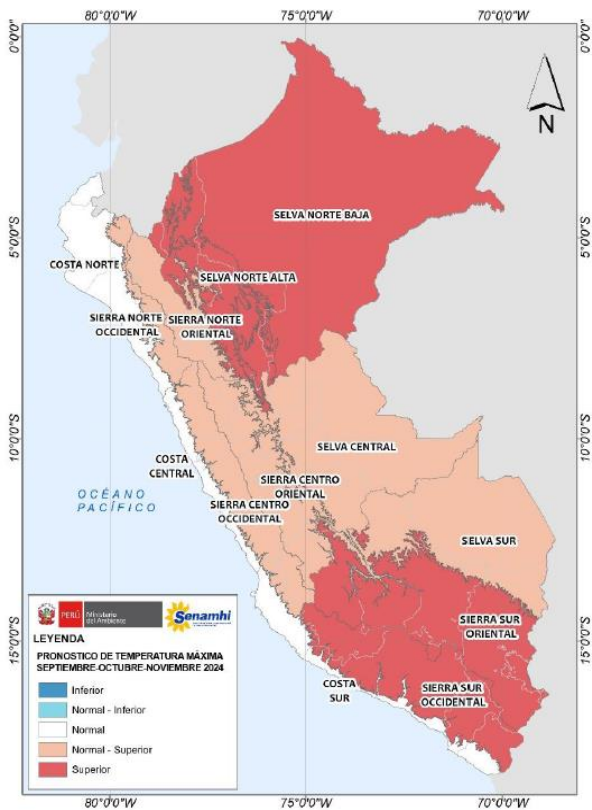 80°0'0"W 75°0'0"W 70°0'0"W
0°0'0" 0°0'0"
N
SELVA NORTE BAJA
5°0'0"S 5°0'0"S
COSTA NORTE
SELVA NORTE ALTA
SIERRA NORTE
OCCIDENTAL
SIERRA NORTE
ORIENTAL
10°0'0"S 10°0'0"S
SELVA CENTRAL
COSTA
CENTRAL
SIERRA CENTRO
ORIENTAL
OCÉANO
PACÍFICO
SIERRA CENTRO
OCCIDENTAL
SELVA SUR
15°0'0"S 15°0'0"S
SIERRA SUR
ORIENTAL
COSTA
SUR
SIERRA SUR
OCCIDENTAL
PERÚ Ministerio
del Ambiente
Senamhi
LEYENDA
PRONOSTICO DE TEMPERATURA MÁXIMA
SEPTIEMBRE-OCTUBRE-NOVIEMBRE 2024
Inferior
Normal - Inferior
Normal
Normal - Superior
Superior
80°0'0"W 75°0'0"W 70°0'0"W